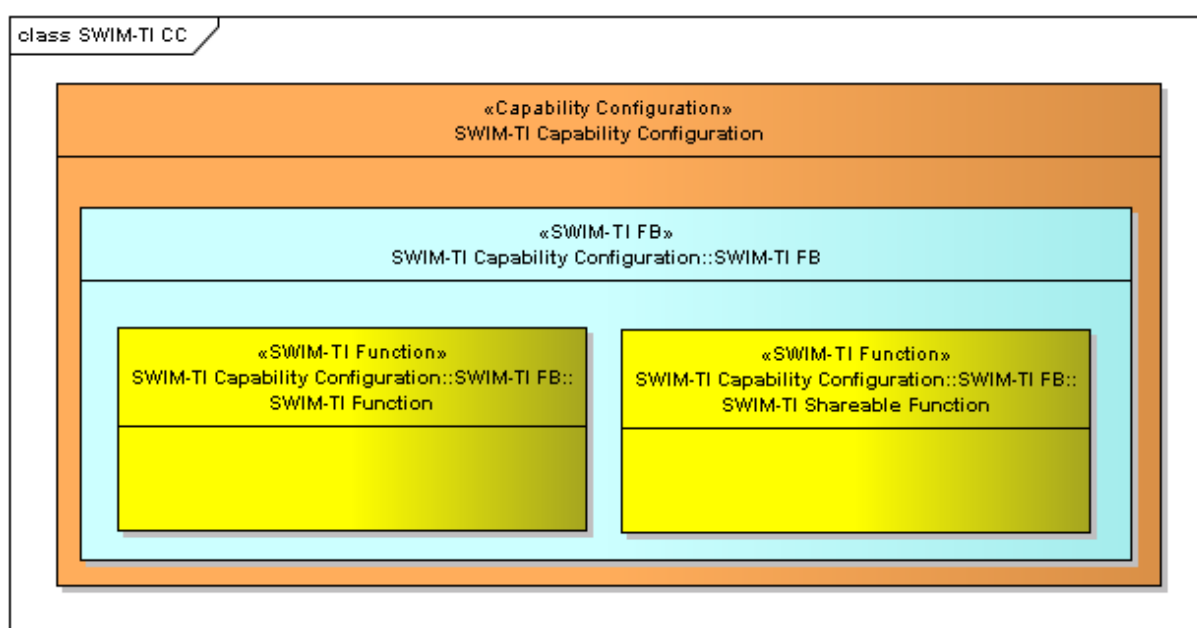 class SWIM-TI CC
«Capability Configuration»
SWIM-TI Capability Configuration
«SWIM-TI FB»
SWIM-TI Capability Configuration::SWIM-TI FB
«SWIM-TI Function»
SWIM-TI Capability Configuration::SWIM-TI FB::
SWIM-TI Function
«SWIM-TI Function»
SWIM-TI Capability Configuration::SWIM-TI FB::
SWIM-TI Shareable Function